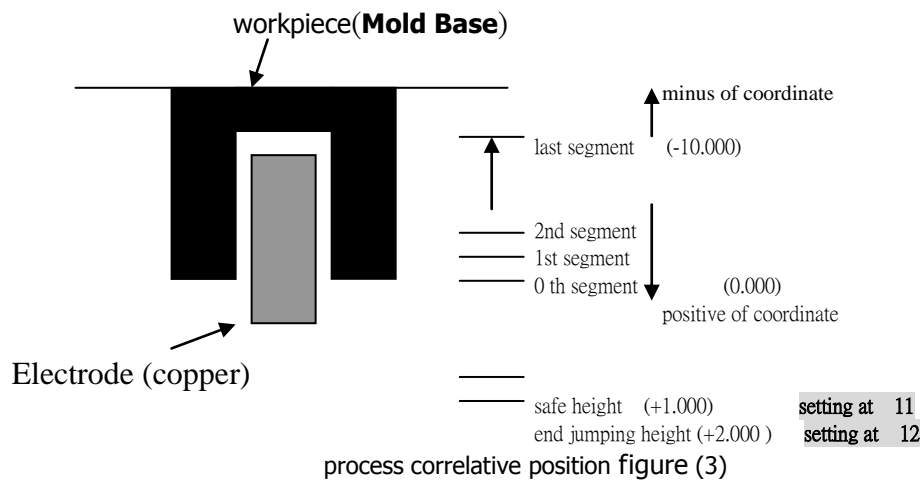 workpiece(Mold Base)
minus of coordinate
last segment (-10.000)
2nd segment
1st segment
0 th segment (0.000)
positive of coordinate
Electrode (copper)
safe height (+1.000) setting at 11
end jumping height (+2.000 ) setting at 12
process correlative position figure (3)